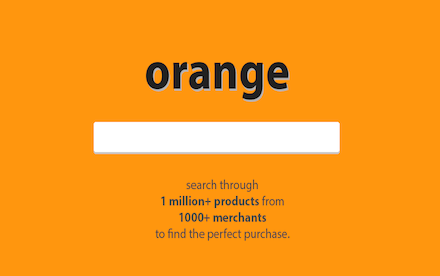 orange
search through
1 million+ products from
1000+ merchants
to find the perfect purchase.